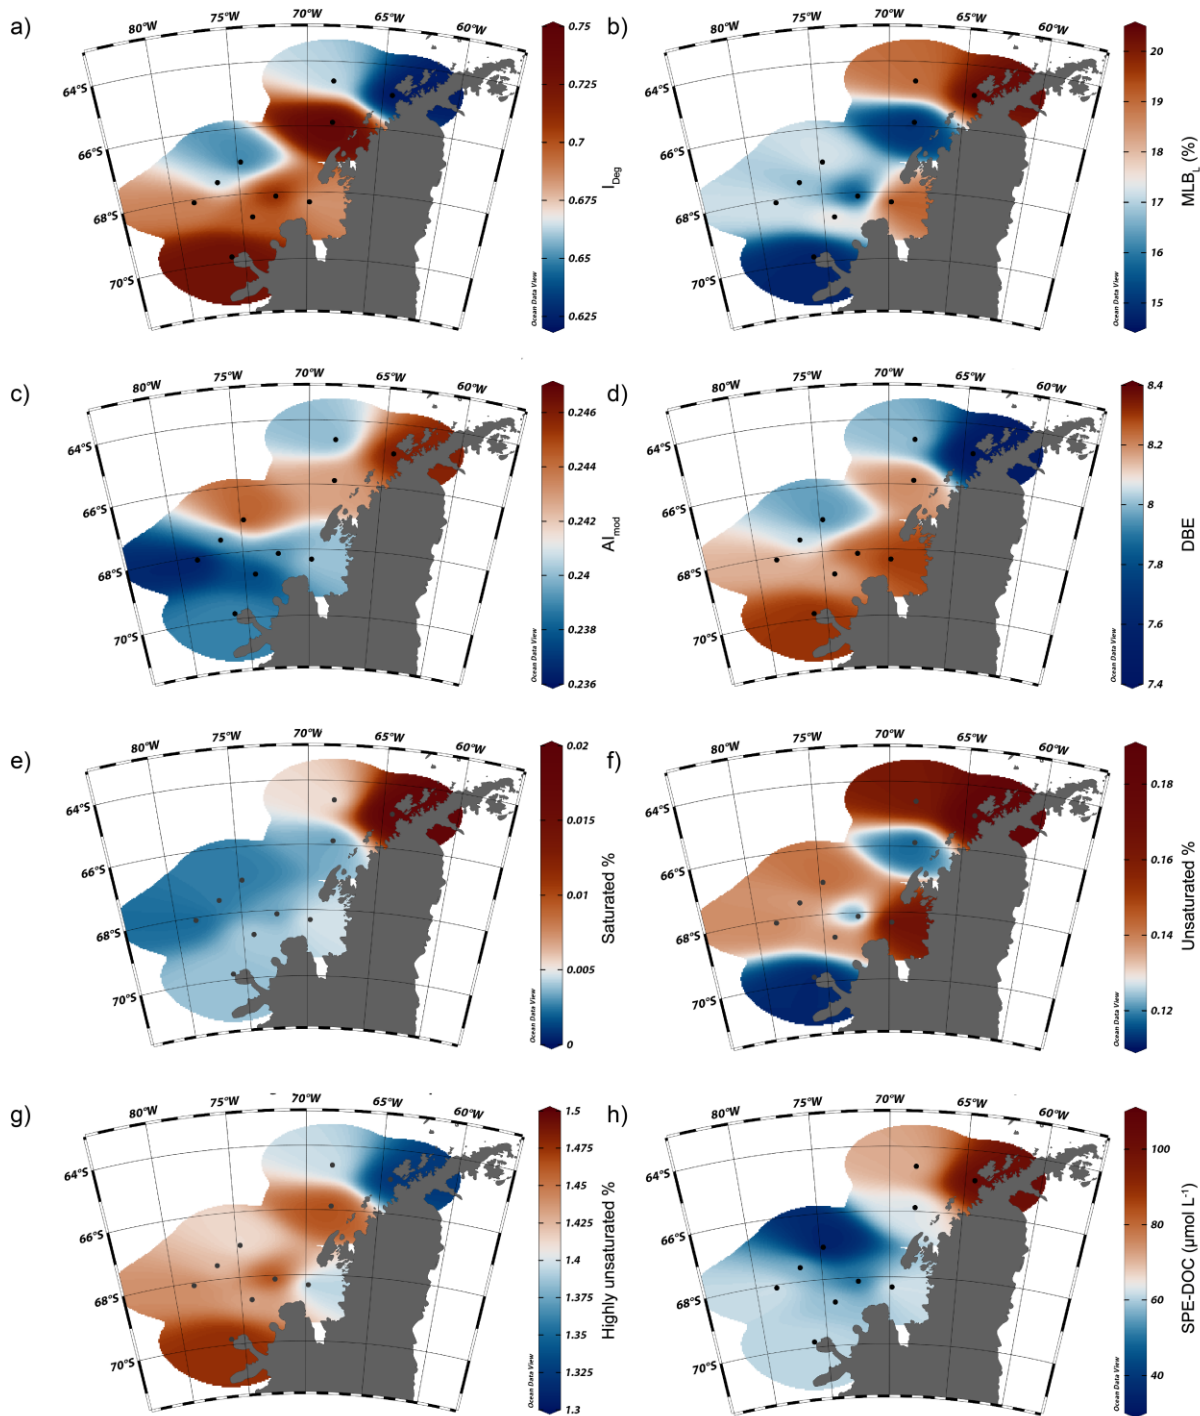 a)
80°W 75°W 70°W 65°W 60°W
64°S
66°S
68°S
70°S
Ocean Data View
0.75
0.725
0.7
0.675
0.65
0.625
I_Deg
b)
80°W 75°W 70°W 65°W 60°W
64°S
66°S
68°S
70°S
Ocean Data View
20
19
18
17
16
15
MLB_L (%)
c)
80°W 75°W 70°W 65°W 60°W
64°S
66°S
68°S
70°S
Ocean Data View
0.246
0.244
0.242
0.24
0.238
0.236
AI_mod
d)
80°W 75°W 70°W 65°W 60°W
64°S
66°S
68°S
70°S
Ocean Data View
8.4
8.2
8
7.8
7.6
7.4
DBE
e)
80°W 75°W 70°W 65°W 60°W
64°S
66°S
68°S
70°S
Ocean Data View
0.02
0.015
0.01
0.005
0
Saturated %
f)
80°W 75°W 70°W 65°W 60°W
64°S
66°S
68°S
70°S
Ocean Data View
0.18
0.16
0.14
0.12
Unsaturated %
g)
80°W 75°W 70°W 65°W 60°W
64°S
66°S
68°S
70°S
Ocean Data View
1.5
1.475
1.45
1.425
1.4
1.375
1.35
1.325
1.3
Highly unsaturated %
h)
80°W 75°W 70°W 65°W 60°W
64°S
66°S
68°S
70°S
Ocean Data View
100
80
60
40
SPE-DOC (µmol L⁻¹)